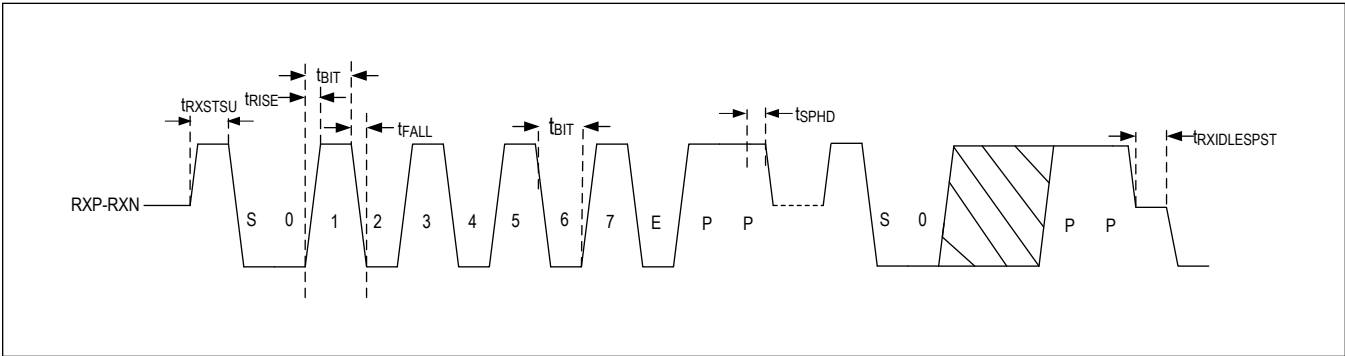 tBIT
tRXSTSU tRISE
tFALL
tBIT
tSPHD
tRXIDLESPST
RXP-RXN
S 0 1 2 3 4 5 6 7 E P P S 0 P P